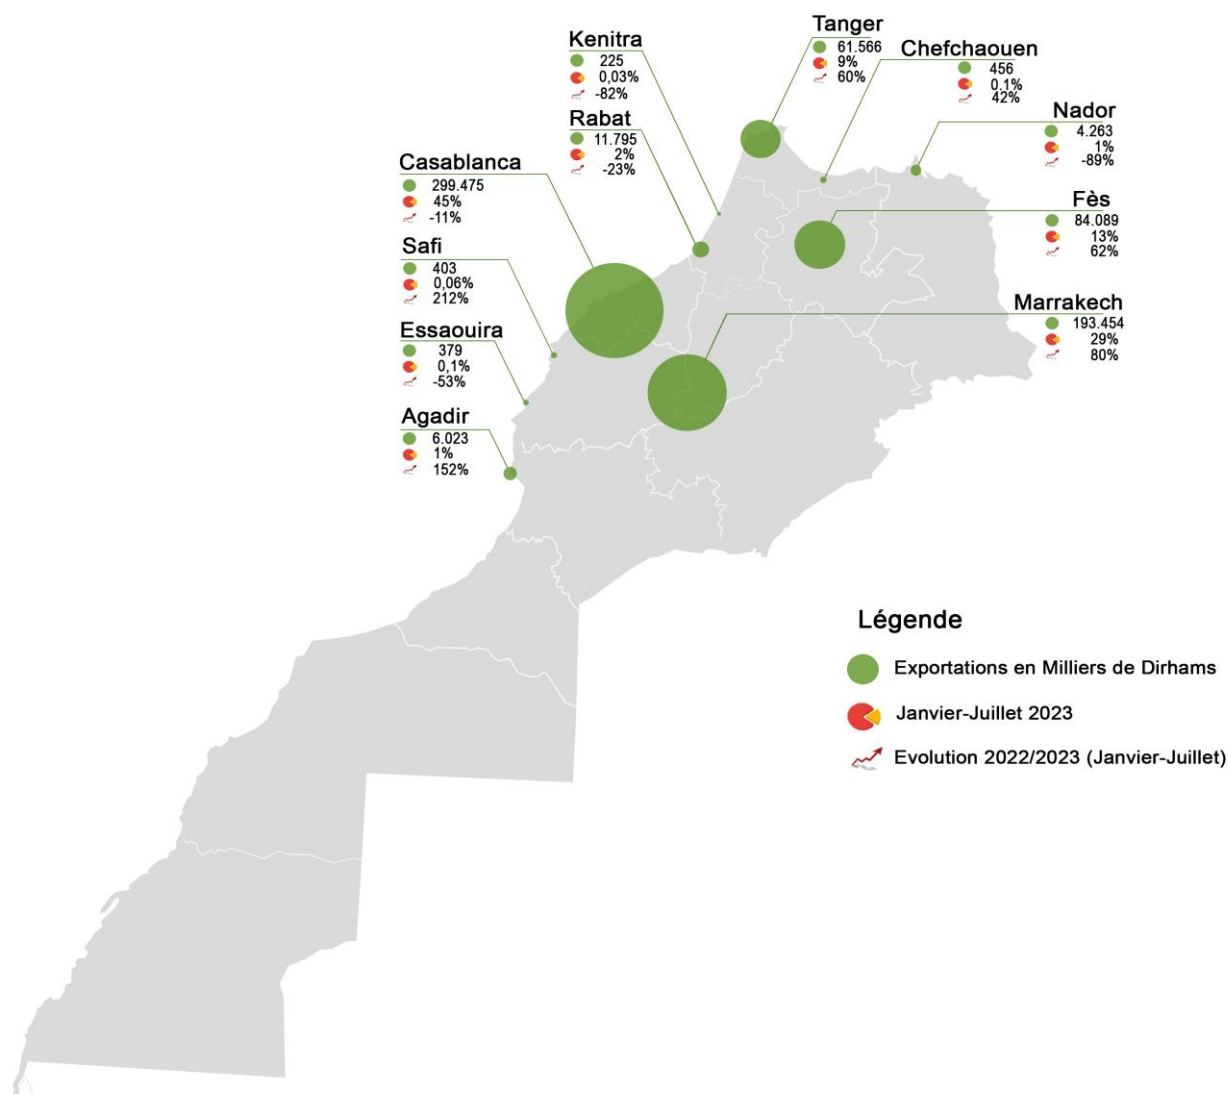 Tanger
61.566
9%
60%
Kenitra
225
0,03%
-82%
Chefchaouen
456
0.1%
42%
Rabat
11.795
2%
-23%
Nador
4.263
1%
-89%
Casablanca
299.475
45%
-11%
Fès
84.089
13%
62%
Safi
403
0,06%
212%
Marrakech
193.454
29%
80%
Essaouira
379
0,1%
-53%
Agadir
6.023
1%
152%
Légende
Exportations en Milliers de Dirhams
Janvier-Juillet 2023
Evolution 2022/2023 (Janvier-Juillet)